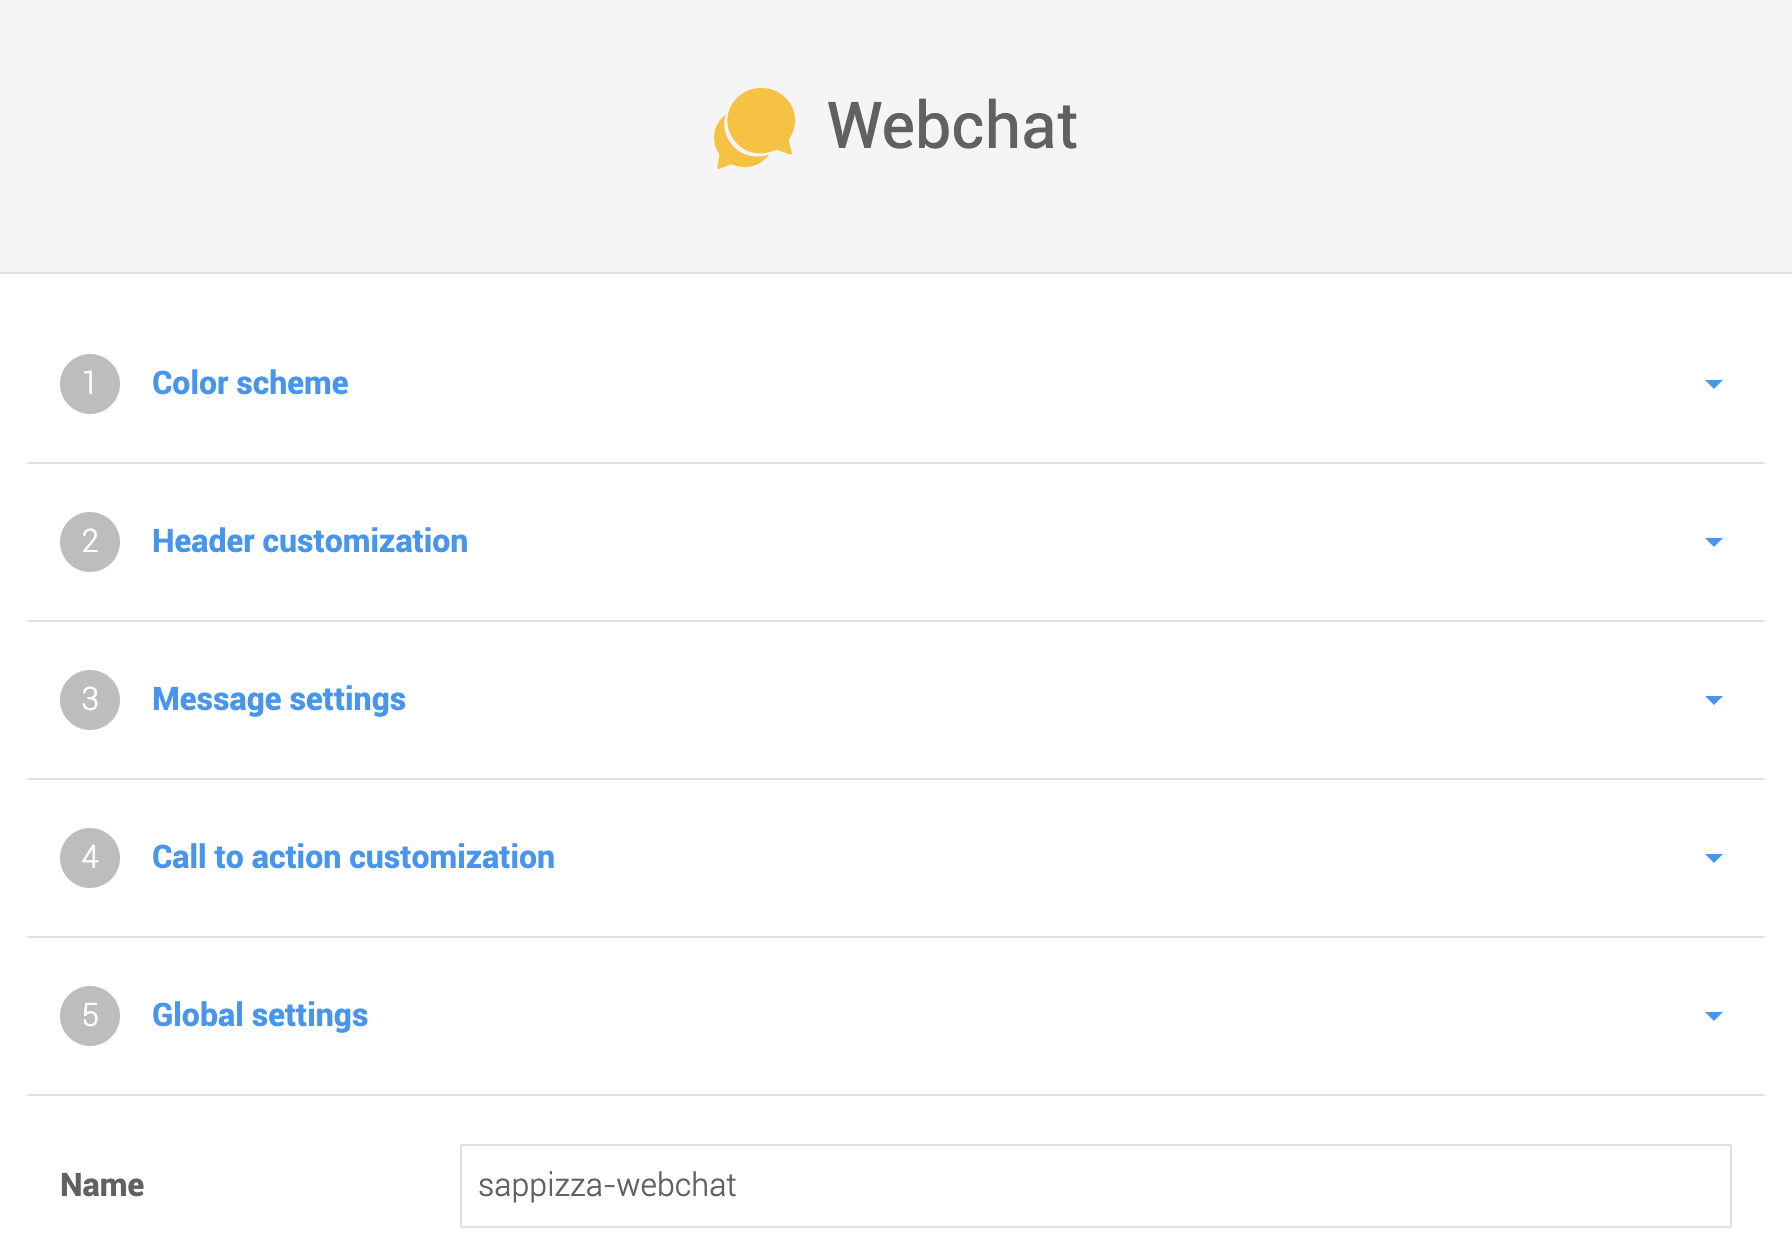 Webchat
1 Color scheme
2 Header customization
3 Message settings
4 Call to action customization
5 Global settings
Name sappizza-webchat